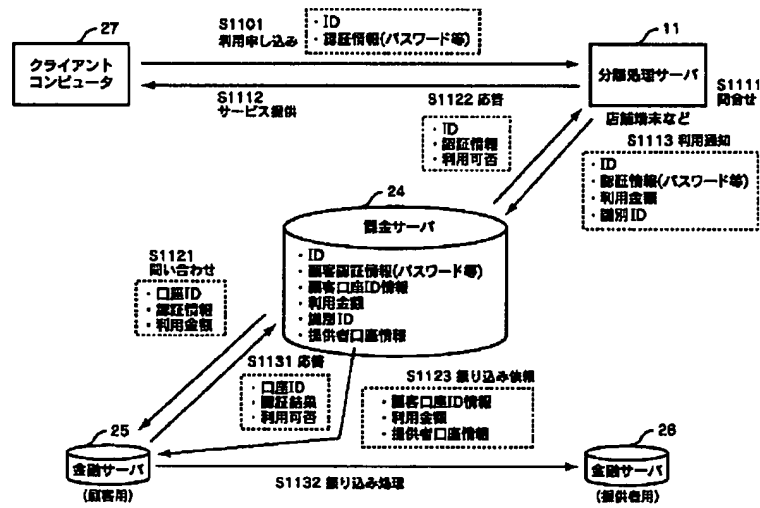 27
クライアント
コンピュータ
S1101
利用申し込み
・ID
・認証情報(パスワード等)
11
分離処理サーバ
S1111
問合せ
S1112
サービス提供
S1122 応答
・ID
・認証情報
・利用可否
店舗端末など
S1113 利用通知
・ID
・認証情報(パスワード等)
・利用金額
・識別ID
24
課金サーバ
・ID
・顧客認証情報(パスワード等)
・顧客口座ID情報
・利用金額
・識別ID
・提供者口座情報
S1121
問い合わせ
・口座ID
・認証情報
・利用金額
S1131 応答
・口座ID
・認証結果
・利用可否
S1123 振り込み依頼
・顧客口座ID情報
・利用金額
・提供者口座情報
25
金融サーバ
(顧客用)
S1132 振り込み処理
26
金融サーバ
(提供者用)